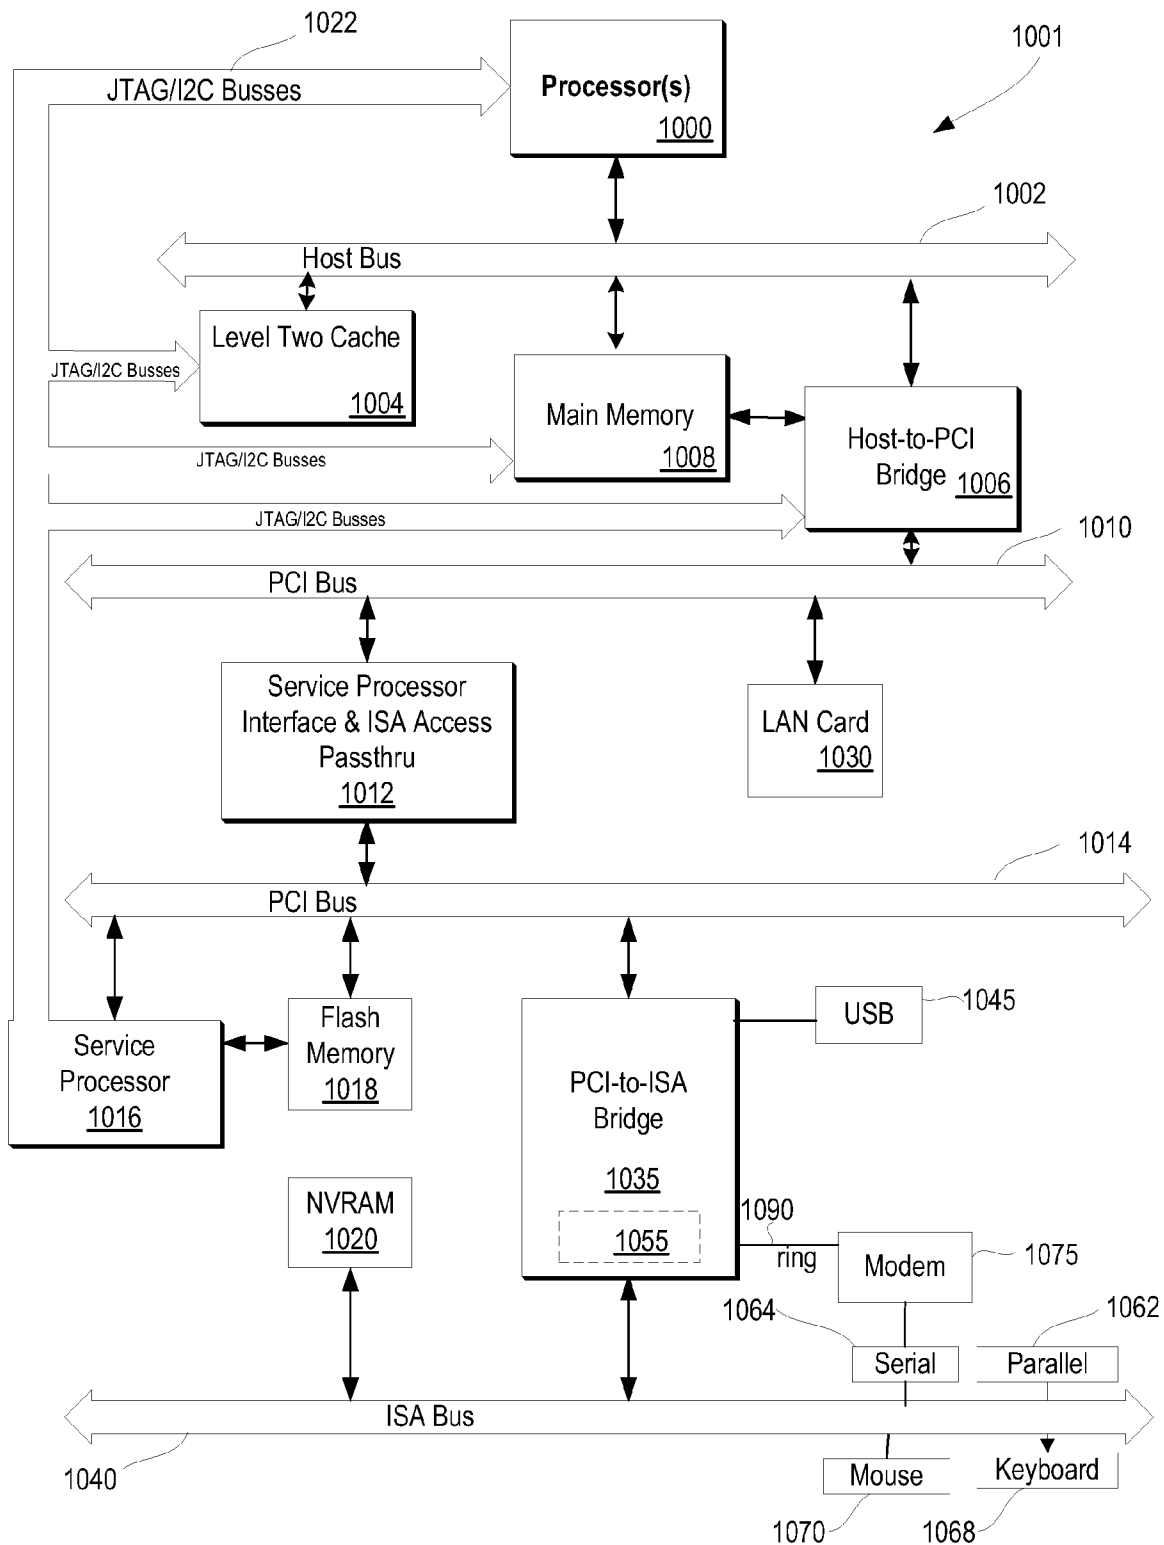 1022
1001
JTAG/I2C Busses
Processor(s)
1000
1002
Host Bus
Level Two Cache
1004
JTAG/I2C Busses
Main Memory
1008
Host-to-PCI
Bridge
1006
JTAG/I2C Busses
JTAG/I2C Busses
1010
PCI Bus
Service Processor
Interface & ISA Access
Passthru
1012
LAN Card
1030
1014
PCI Bus
Service
Processor
1016
Flash
Memory
1018
USB
1045
PCI-to-ISA
Bridge
1035
1055
NVRAM
1020
1090
ring
Modem
1075
1064
1062
Serial
Parallel
ISA Bus
1040
Mouse
Keyboard
1070
1068